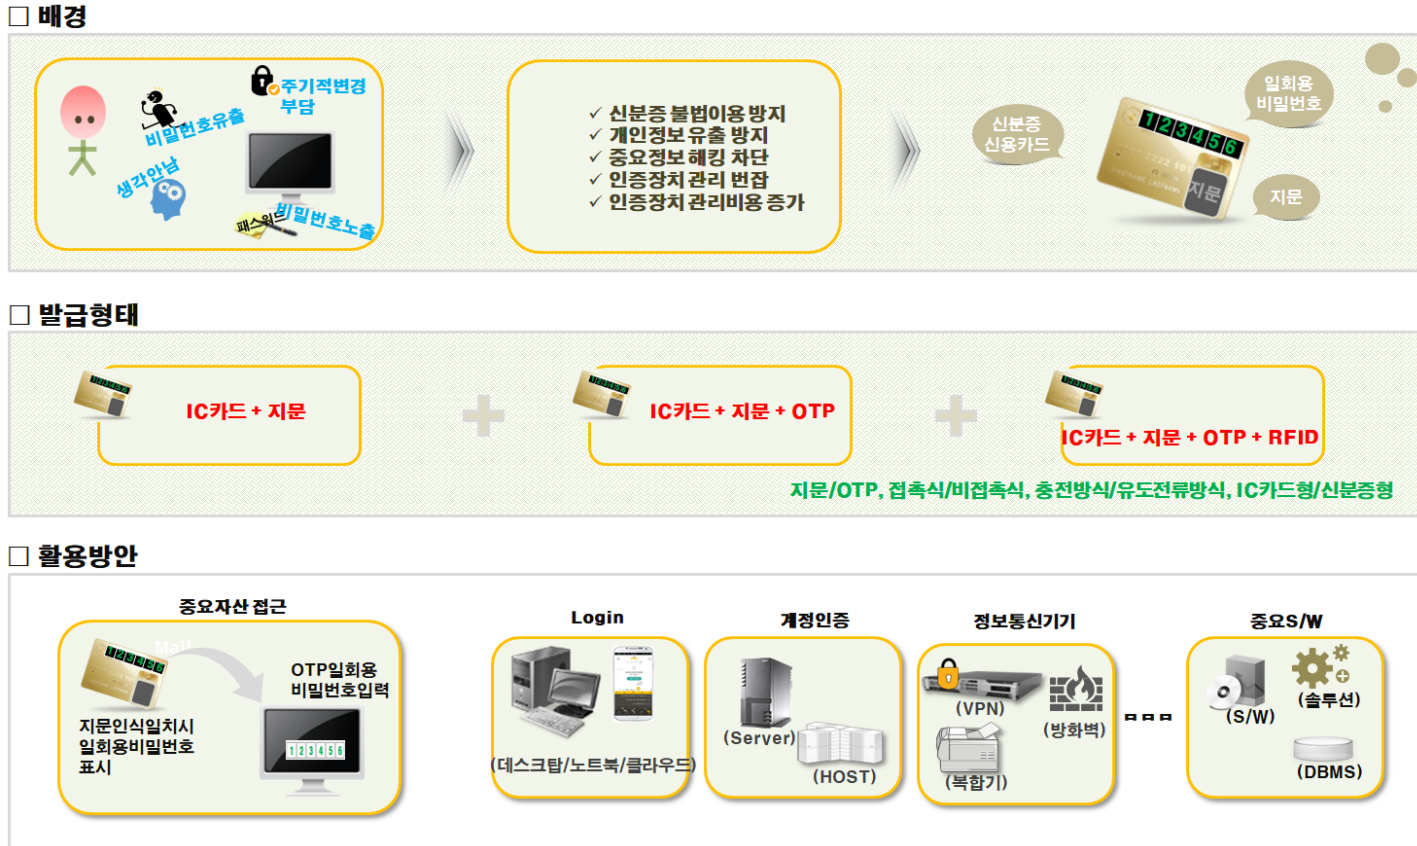 □ 배경
주기적변경
부담
비밀번호유출
생각안남
패스워드
비밀번호노출
✓ 신분증 불법이용 방지
✓ 개인정보 유출 방지
✓ 중요정보 해킹 차단
✓ 인증장치 관리 번잡
✓ 인증장치 관리비용 증가
신분증
신용카드
일회용
비밀번호
123456
지문
지문
□ 발급형태
IC카드 + 지문
IC카드 + 지문 + OTP
IC카드 + 지문 + OTP + RFID
지문/OTP, 접촉식/비접촉식, 충전방식/유도전류방식, IC카드형/신분증형
□ 활용방안
중요자산 접근
Mail
123456
OTP일회용
비밀번호입력
지문인식일치시
일회용비밀번호
표시
123456
Login
(데스크탑/노트북/클라우드)
계정인증
(Server)
(HOST)
정보통신기기
(VPN)
(방화벽)
(복합기)
중요S/W
(S/W)
(솔루션)
(DBMS)